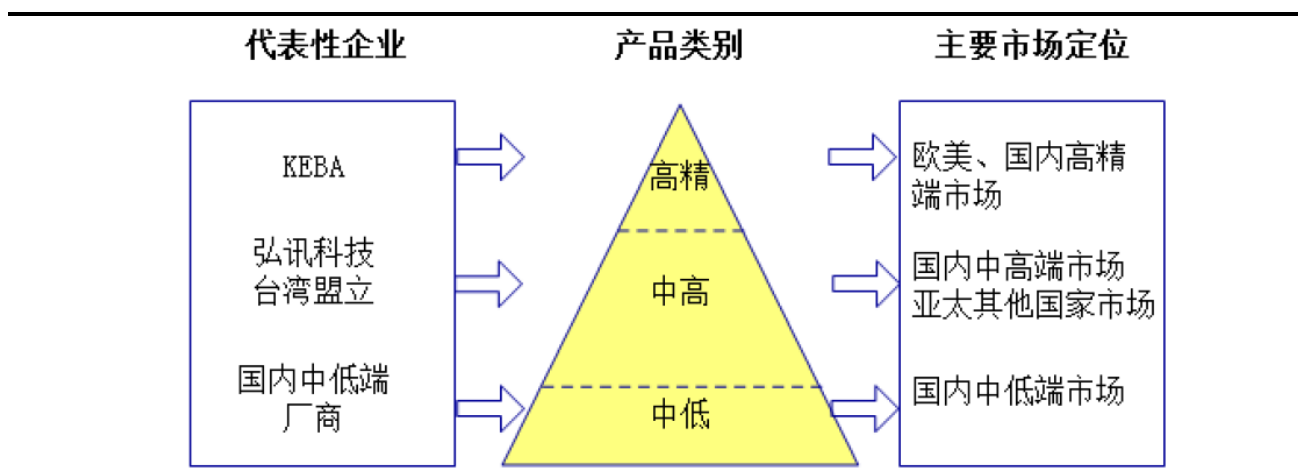 代表性企业 产品类别 主要市场定位
KEBA
弘讯科技
台湾盟立
国内中低端
厂商
高精
中高
中低
欧美、国内高精
端市场
国内中高端市场
亚太其他国家市场
国内中低端市场